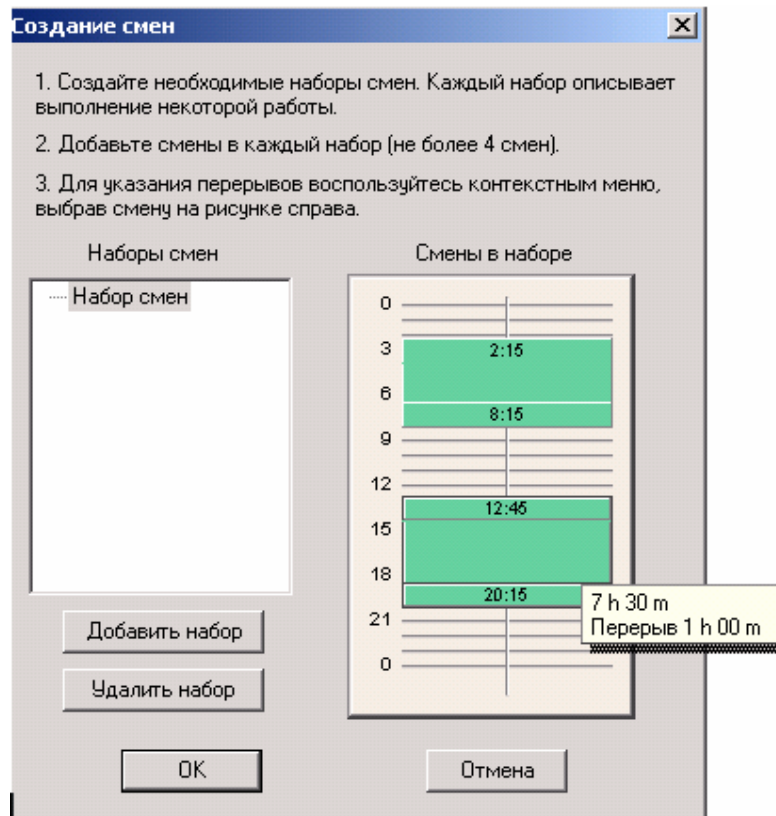 Создание смен
1. Создайте необходимые наборы смен. Каждый набор описывает
выполнение некоторой работы.
2. Добавьте смены в каждый набор (не более 4 смен).
3. Для указания перерывов воспользуйтесь контекстным меню,
выбрав смену на рисунке справа.
Наборы смен
Набор смен
Добавить набор
Удалить набор
Смены в наборе
0
3
2:15
6
8:15
9
12
12:45
15
18
20:15
7 h 30 m
Перерыв 1 h 00 m
21
0
OK
Отмена